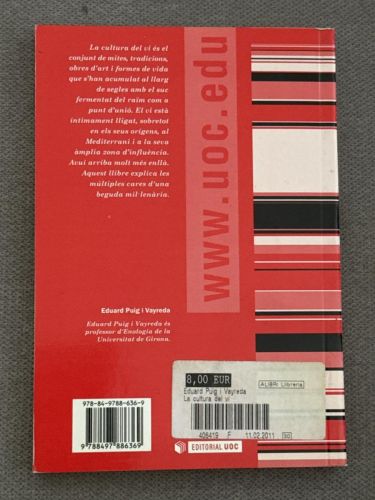 La cultura del vi és el
conjunt de mites, tradicions,
obres d'art i formes de vida
que s'han acumulat al llarg
de segles amb el suc
fermentat del raïm com a
punt d'unió. El vi està
íntimament lligat, sobretot
en els seus orígens, al
Mediterrani i a la seva
àmplia zona d'influència.
Avui arriba molt més enllà.
Aquest llibre explica les
múltiples cares d'una
beguda mil·lenària.
www.uoc.edu
Eduard Puig i Vayreda
Eduard Puig i Vayreda és
professor d'Enologia de la
Universitat de Girona.
8,00 EUR
ALIBRI Llibreria
Eduard Puig i Vayreda
La cultura del vi
406419 F 11.02.2011 SO
978-84-9788-636-9
9 788497 886369
EDITORIAL UOC